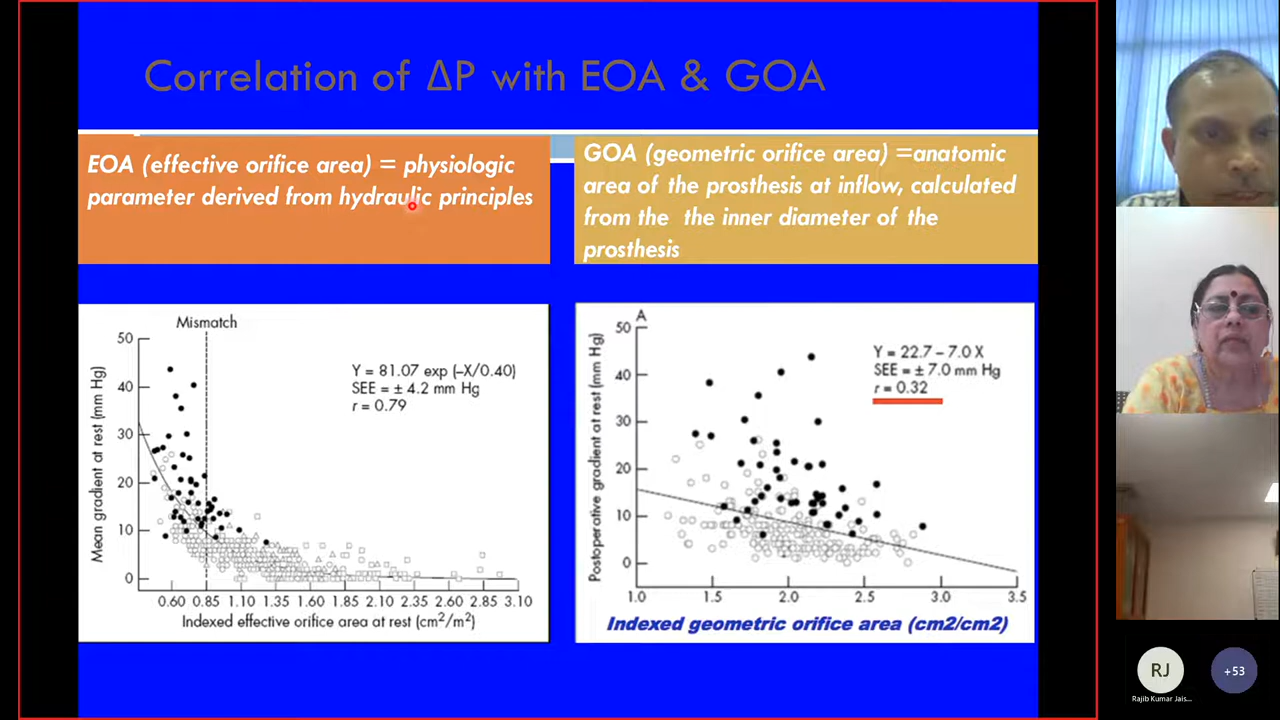 Correlation of ΔP with EOA & GOA
EOA (effective orifice area) = physiologic
parameter derived from hydraulic principles
GOA (geometric orifice area) =anatomic
area of the prosthesis at inflow, calculated
from the  the inner diameter of the
prosthesis
Mismatch
50
40
30
20
10
0
Mean gradient at rest (mm Hg)
Y = 81.07 exp (–X/0.40)
SEE = ± 4.2 mm Hg
r = 0.79
0.60 0.85 1.10 1.35 1.60 1.85 2.10 2.35 2.60 2.85 3.10
Indexed effective orifice area at rest (cm²/m²)
A
50
40
30
20
10
0
Postoperative gradient at rest (mm Hg)
Y = 22.7 – 7.0 X
SEE = ± 7.0 mm Hg
r = 0.32
1.0 1.5 2.0 2.5 3.0 3.5
Indexed geometric orifice area (cm2/cm2)
RJ
+53
Rajib Kumar Jais...